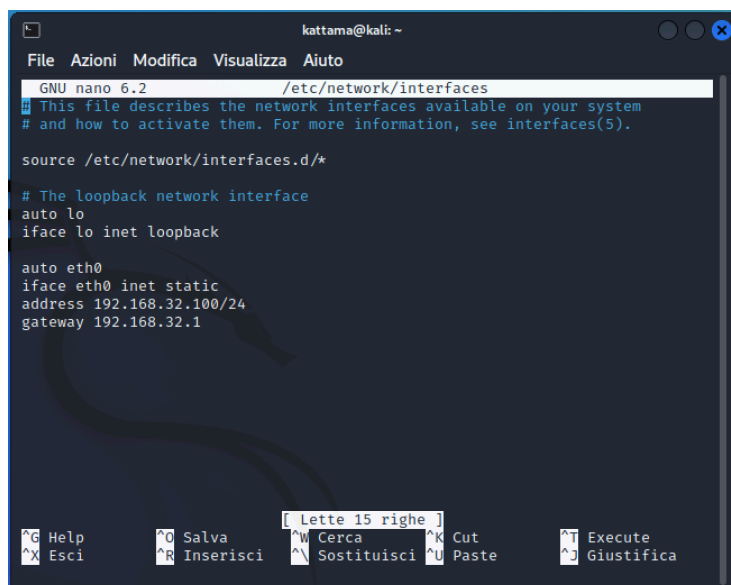 kattama@kali: ~
File Azioni Modifica Visualizza Aiuto
GNU nano 6.2 /etc/network/interfaces
# This file describes the network interfaces available on your system
# and how to activate them. For more information, see interfaces(5).
source /etc/network/interfaces.d/*
# The loopback network interface
auto lo
iface lo inet loopback
auto eth0
iface eth0 inet static
address 192.168.32.100/24
gateway 192.168.32.1
[ Lette 15 righe ]
^G Help ^O Salva ^W Cerca ^K Cut ^T Execute
^X Esci ^R Inserisci ^\ Sostituisci ^U Paste ^J Giustifica